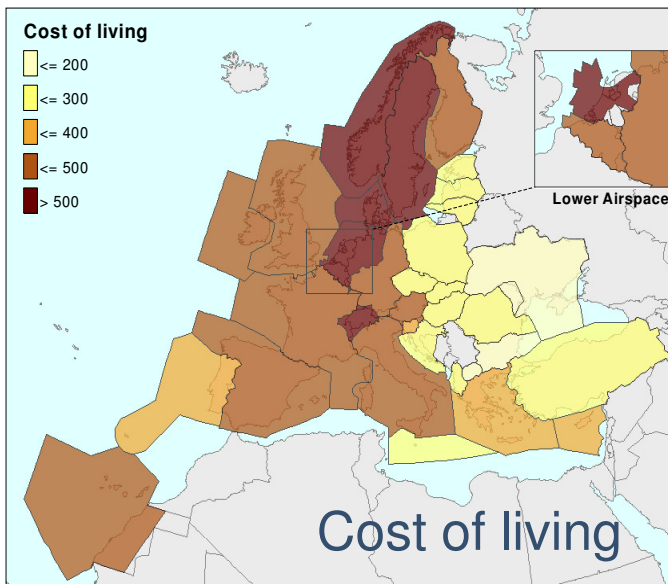 Cost of living
<= 200
<= 300
<= 400
<= 500
> 500
Lower Airspace
Cost of living